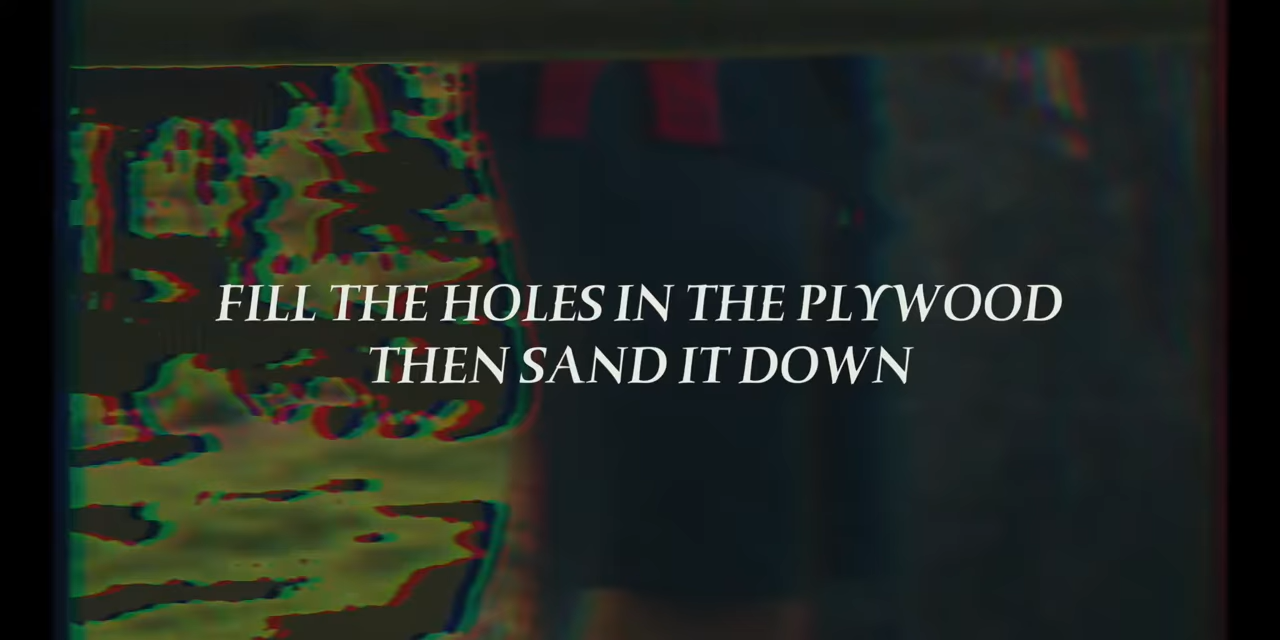 FILL THE HOLES IN THE PLYWOOD
THEN SAND IT DOWN